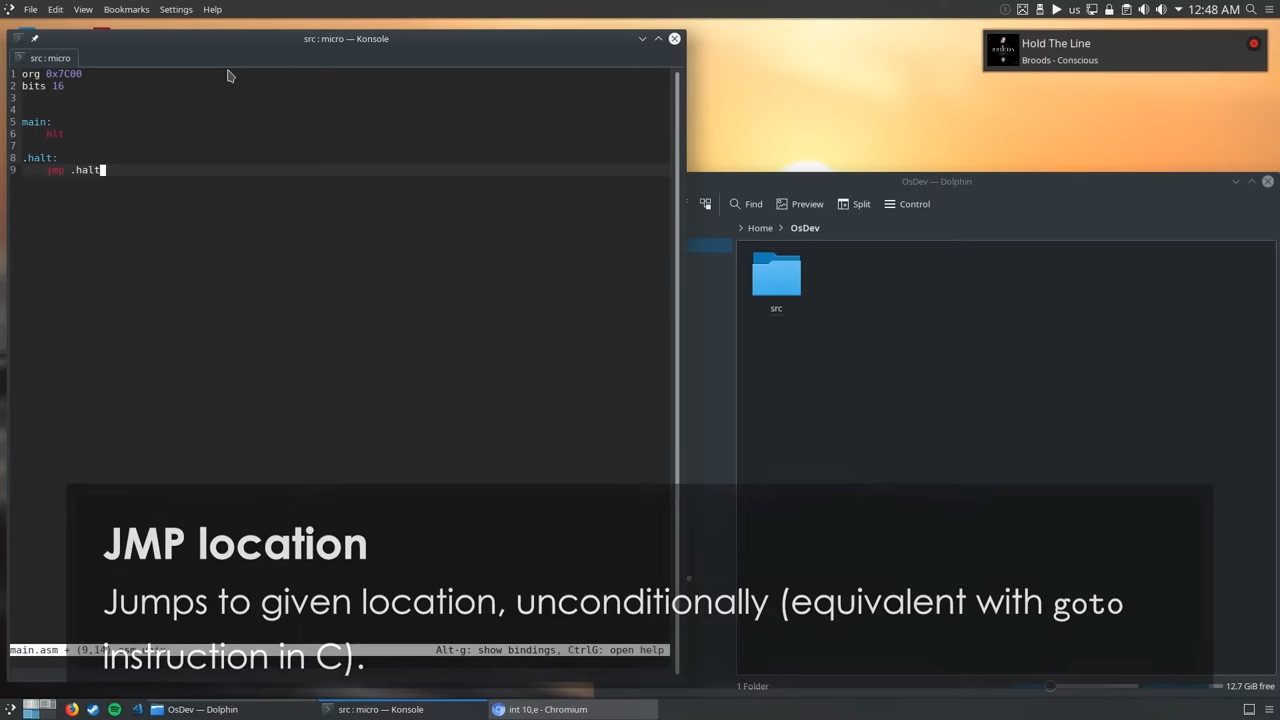 File Edit View Bookmarks Settings Help
us 12:48 AM
src : micro — Konsole
src : micro
1 org 0x7C00
2 bits 16
3
4
5 main:
6 hlt
7
8 .halt:
9 jmp .halt
Hold The Line
Broods - Conscious
OsDev — Dolphin
Find Preview Split Control
Home OsDev
src
JMP location
Jumps to given location, unconditionally (equivalent with goto
instruction in C).
main.asm + (9,14) Alt-g: show bindings, CtrlG: open help
1 Folder 12.7 GiB free
OsDev — Dolphin src : micro — Konsole int 10,e - Chromium